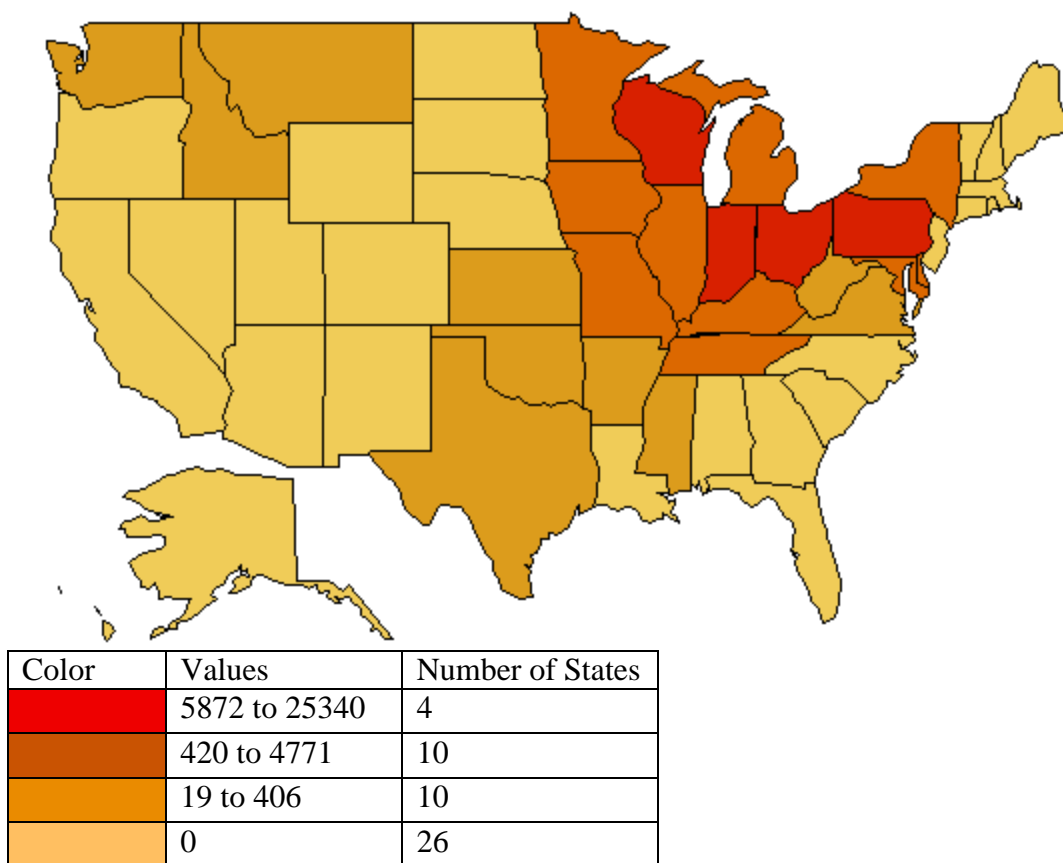 Color Values Number of States
5872 to 25340 4
420 to 4771 10
19 to 406 10
0 26